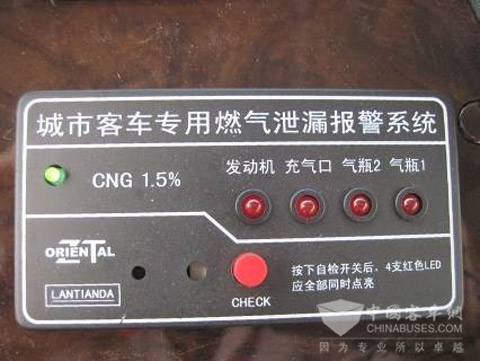 城市客车专用燃气泄漏报警系统
CNG 1.5%
发动机 充气口 气瓶2 气瓶1
ORIENTAL
LANTIANDA
CHECK
按下自检开关后，4支红色LED
应全部同时点亮
中国客车网
CHINABUSES.COM
因为专业所以卓越